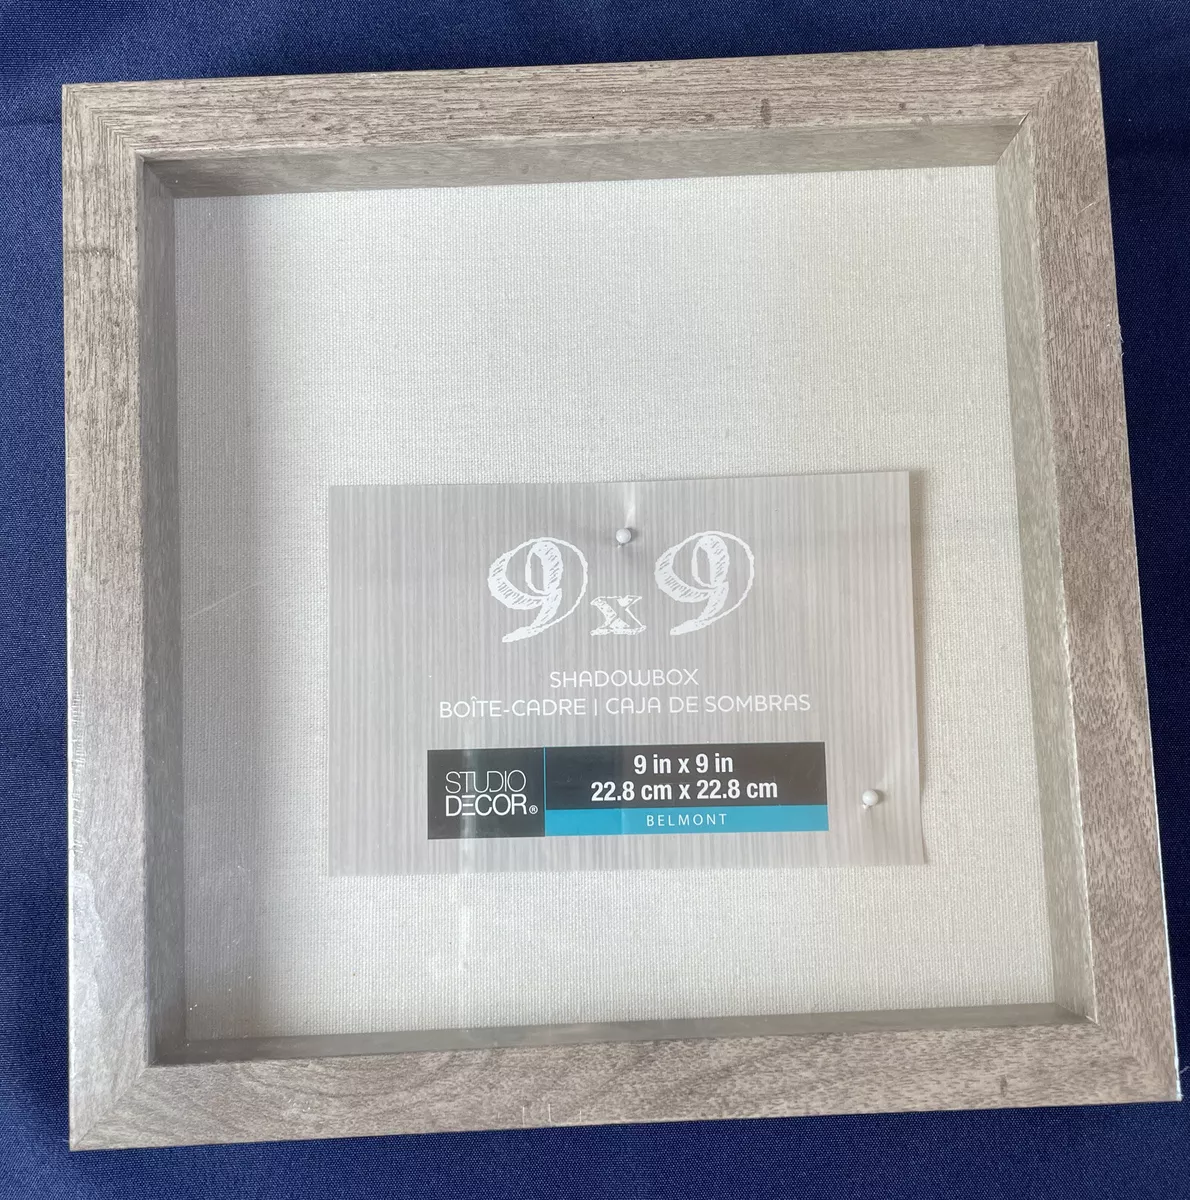 9x9
SHADOWBOX
BOÎTE-CADRE | CAJA DE SOMBRAS
STUDIO
DECOR®
9 in x 9 in
22.8 cm x 22.8 cm
BELMONT